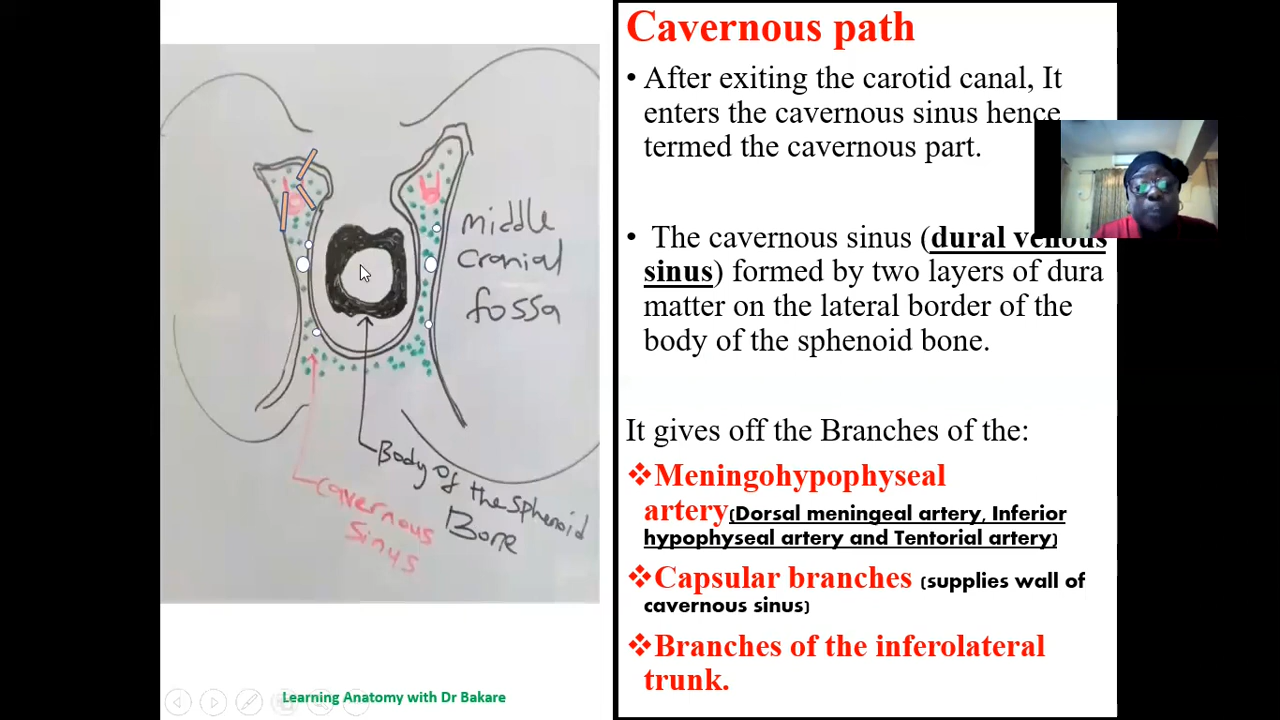 Cavernous path
• After exiting the carotid canal, It
enters the cavernous sinus hence
termed the cavernous part.
• The cavernous sinus (dural venous
sinus) formed by two layers of dura
matter on the lateral border of the
body of the sphenoid bone.
It gives off the Branches of the:
❖Meningohypophyseal
artery(Dorsal meningeal artery, Inferior
hypophyseal artery and Tentorial artery)
❖Capsular branches (supplies wall of
cavernous sinus)
❖Branches of the inferolateral
trunk.
middle
cranial
fossa
Body of the sphenoid
Bone
cavernous
sinus
Learning Anatomy with Dr Bakare